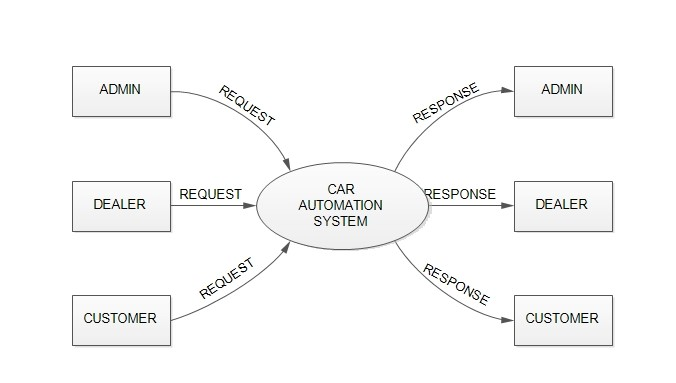 ADMIN
REQUEST
RESPONSE
ADMIN
DEALER
REQUEST
CAR
AUTOMATION
SYSTEM
RESPONSE
DEALER
CUSTOMER
REQUEST
RESPONSE
CUSTOMER